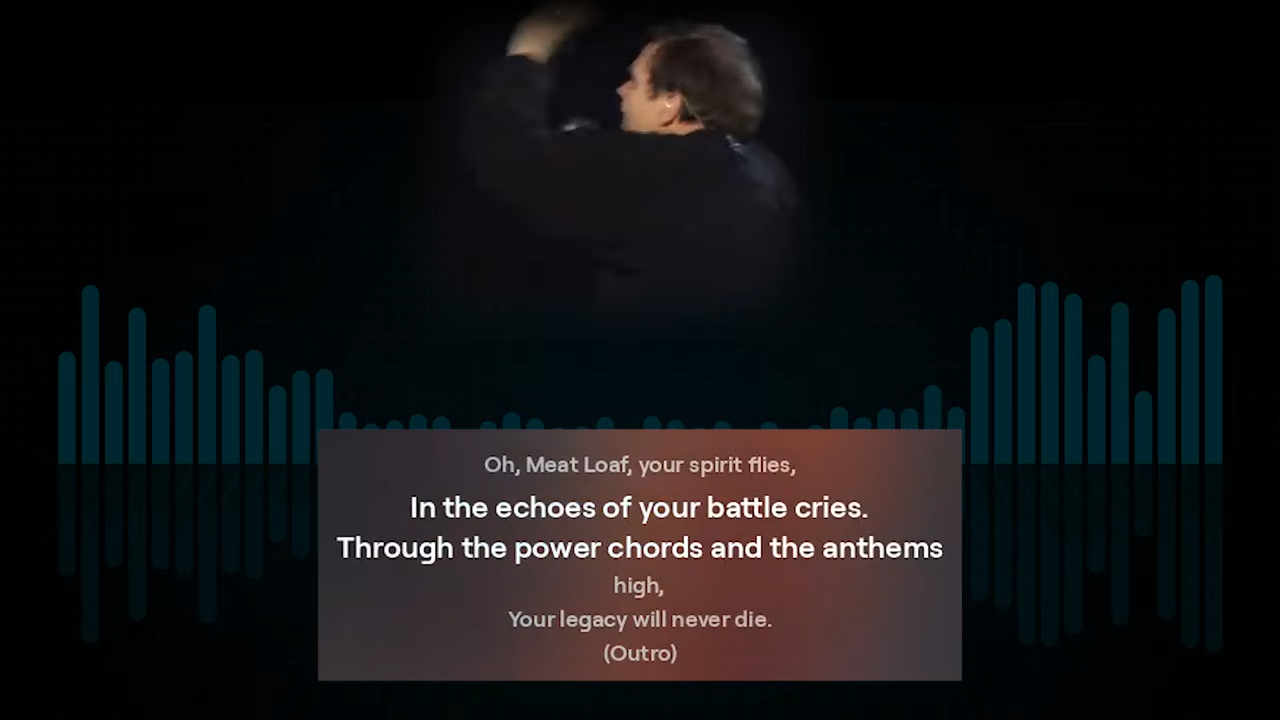 Oh, Meat Loaf, your spirit flies,
In the echoes of your battle cries.
Through the power chords and the anthems
high,
Your legacy will never die.
(Outro)